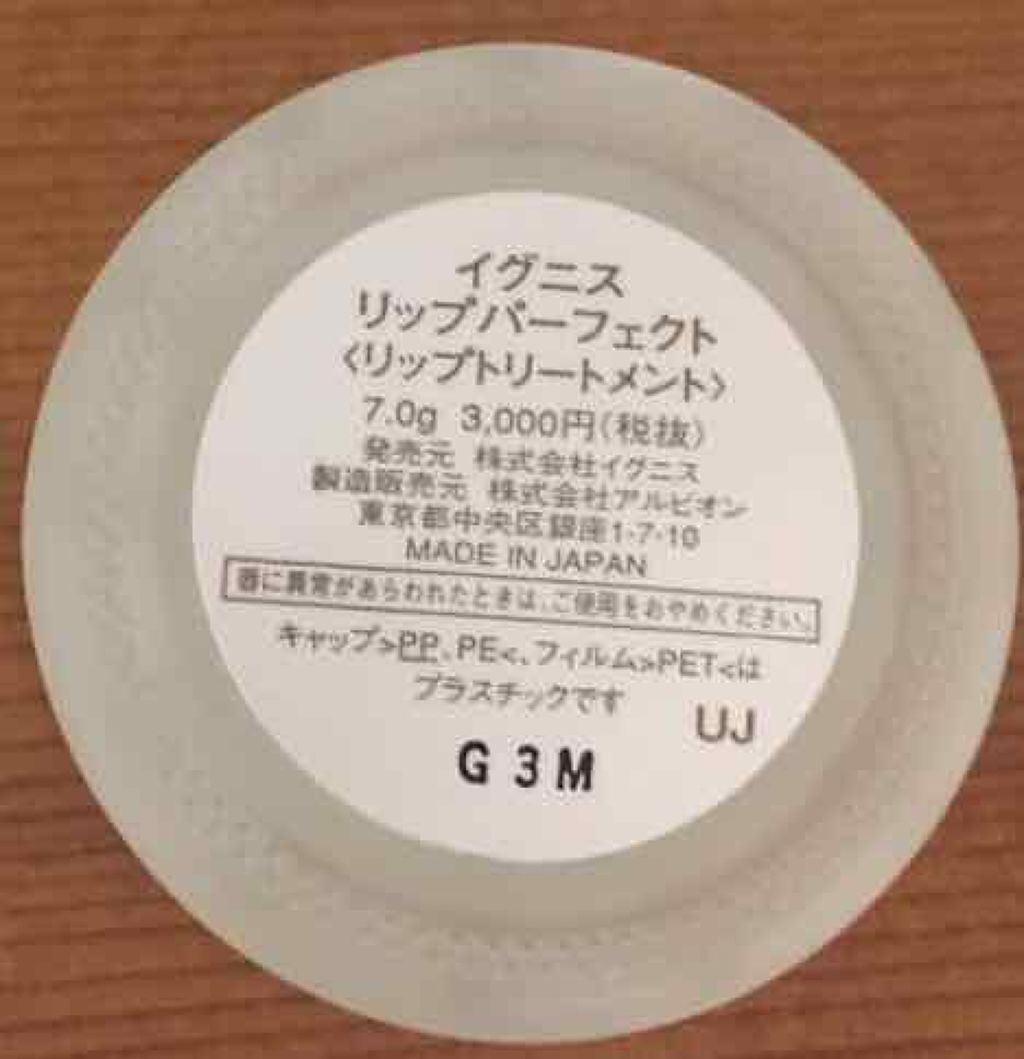 イグニス
リップパーフェクト
〈リップトリートメント〉
7.0g 3,000円(税抜)
発売元 株式会社イグニス
製造販売元 株式会社アルビオン
東京都中央区銀座1-7-10
MADE IN JAPAN
唇に異常があらわれたときは、ご使用をおやめください。
キャップ>PP、PE<、フィルム>PET<は
プラスチックです
UJ
G3M